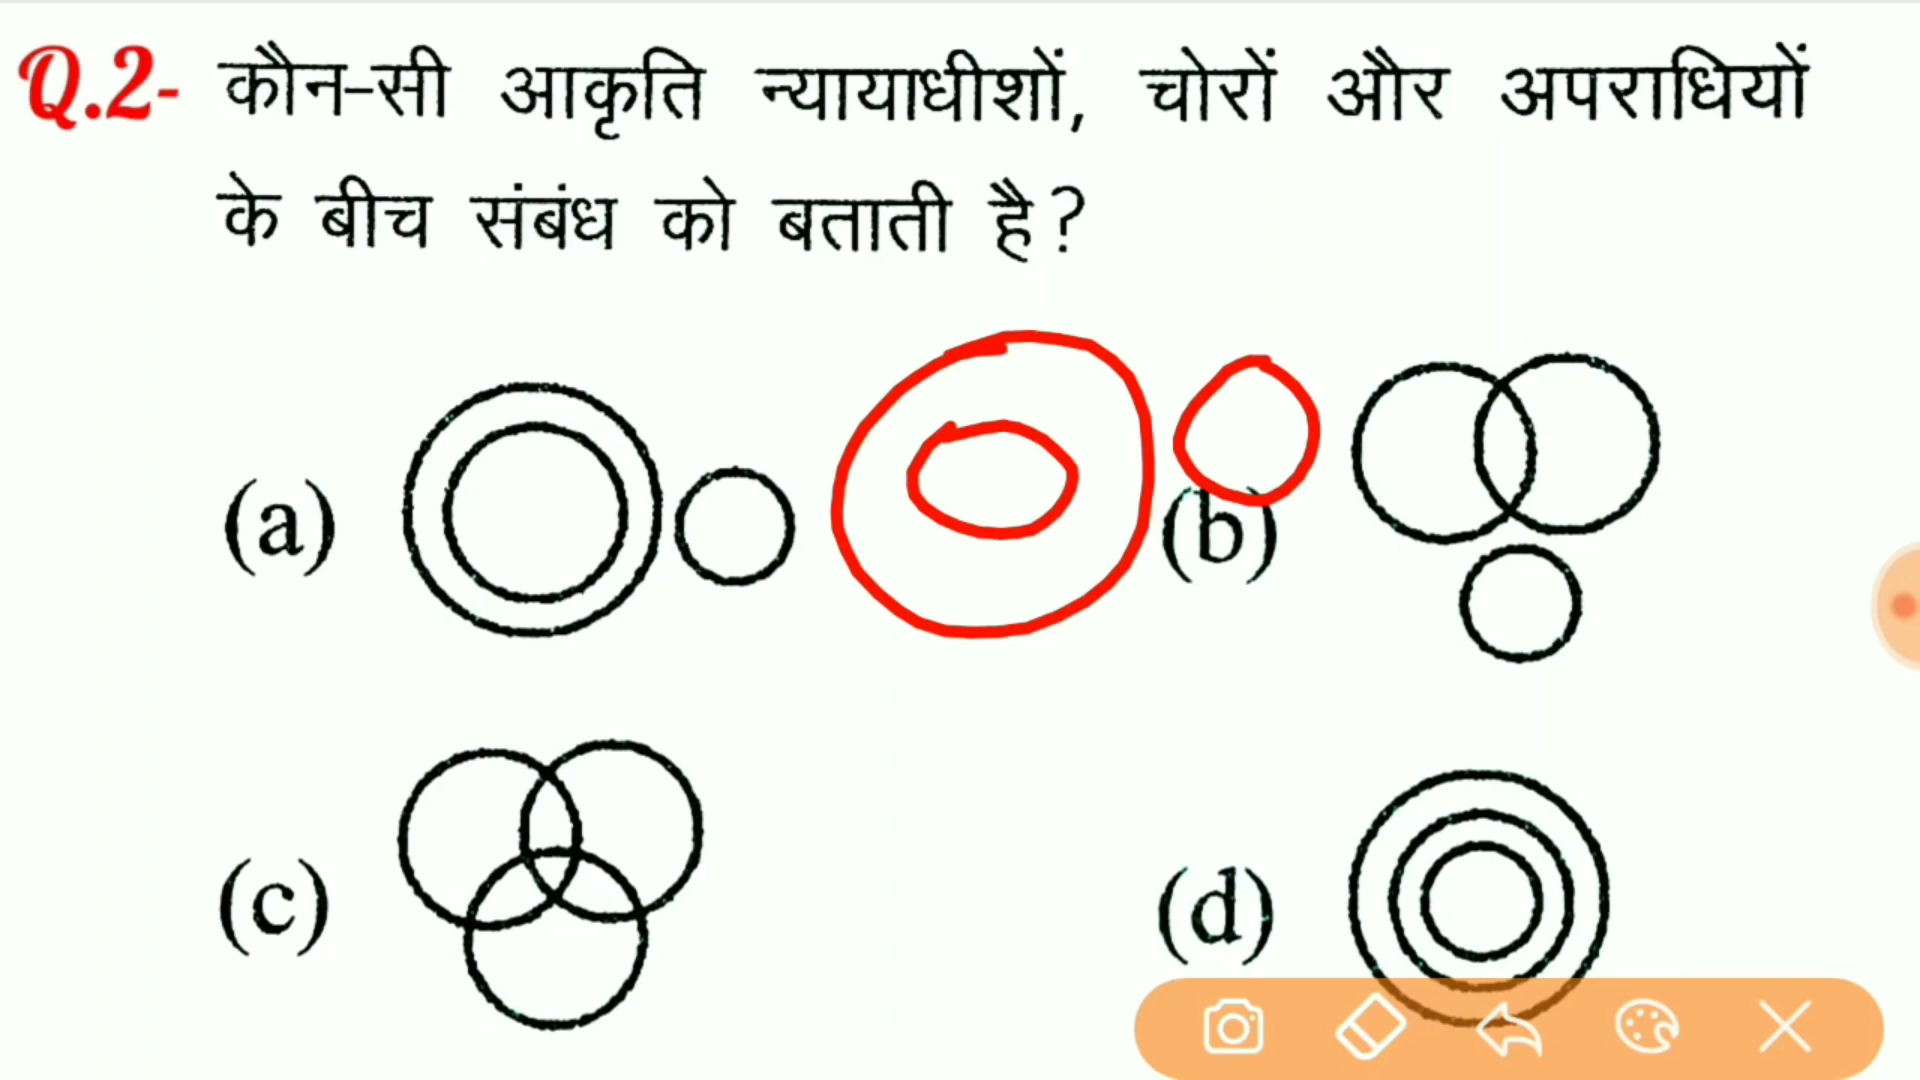 Q.2- कौन-सी आकृति न्यायाधीशों, चोरों और अपराधियों
के बीच संबंध को बताती है?
(a)
(b)
(c)
(d)